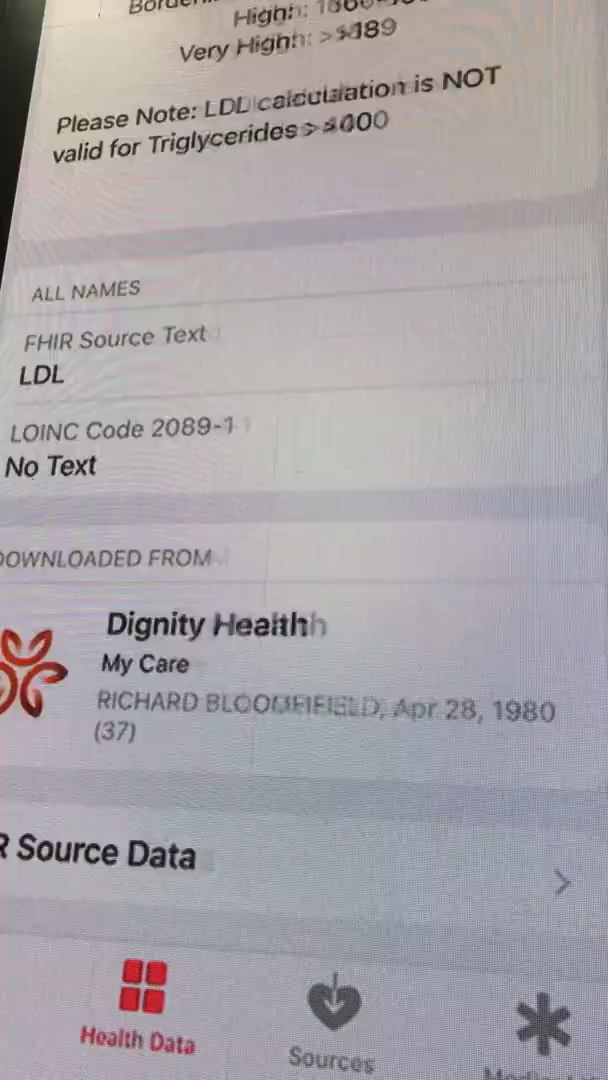 Very High: >189
Please Note: LDL calculation is NOT
valid for Triglycerides > 400
ALL NAMES
FHIR Source Text
LDL
LOINC Code 2089-1
No Text
DOWNLOADED FROM
Dignity Health
My Care
RICHARD BLOOMFIELD, Apr 28, 1980
(37)
R Source Data
Health Data
Sources